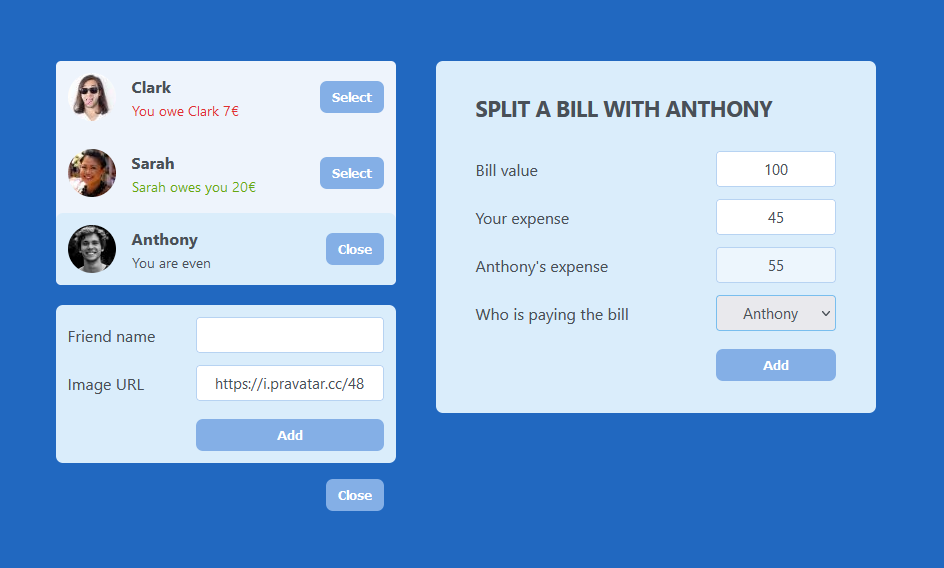 Clark
You owe Clark 7€
Select
Sarah
Sarah owes you 20€
Select
Anthony
You are even
Close
Friend name
Image URL https://i.pravatar.cc/48
Add
Close
SPLIT A BILL WITH ANTHONY
Bill value 100
Your expense 45
Anthony's expense 55
Who is paying the bill Anthony
Add